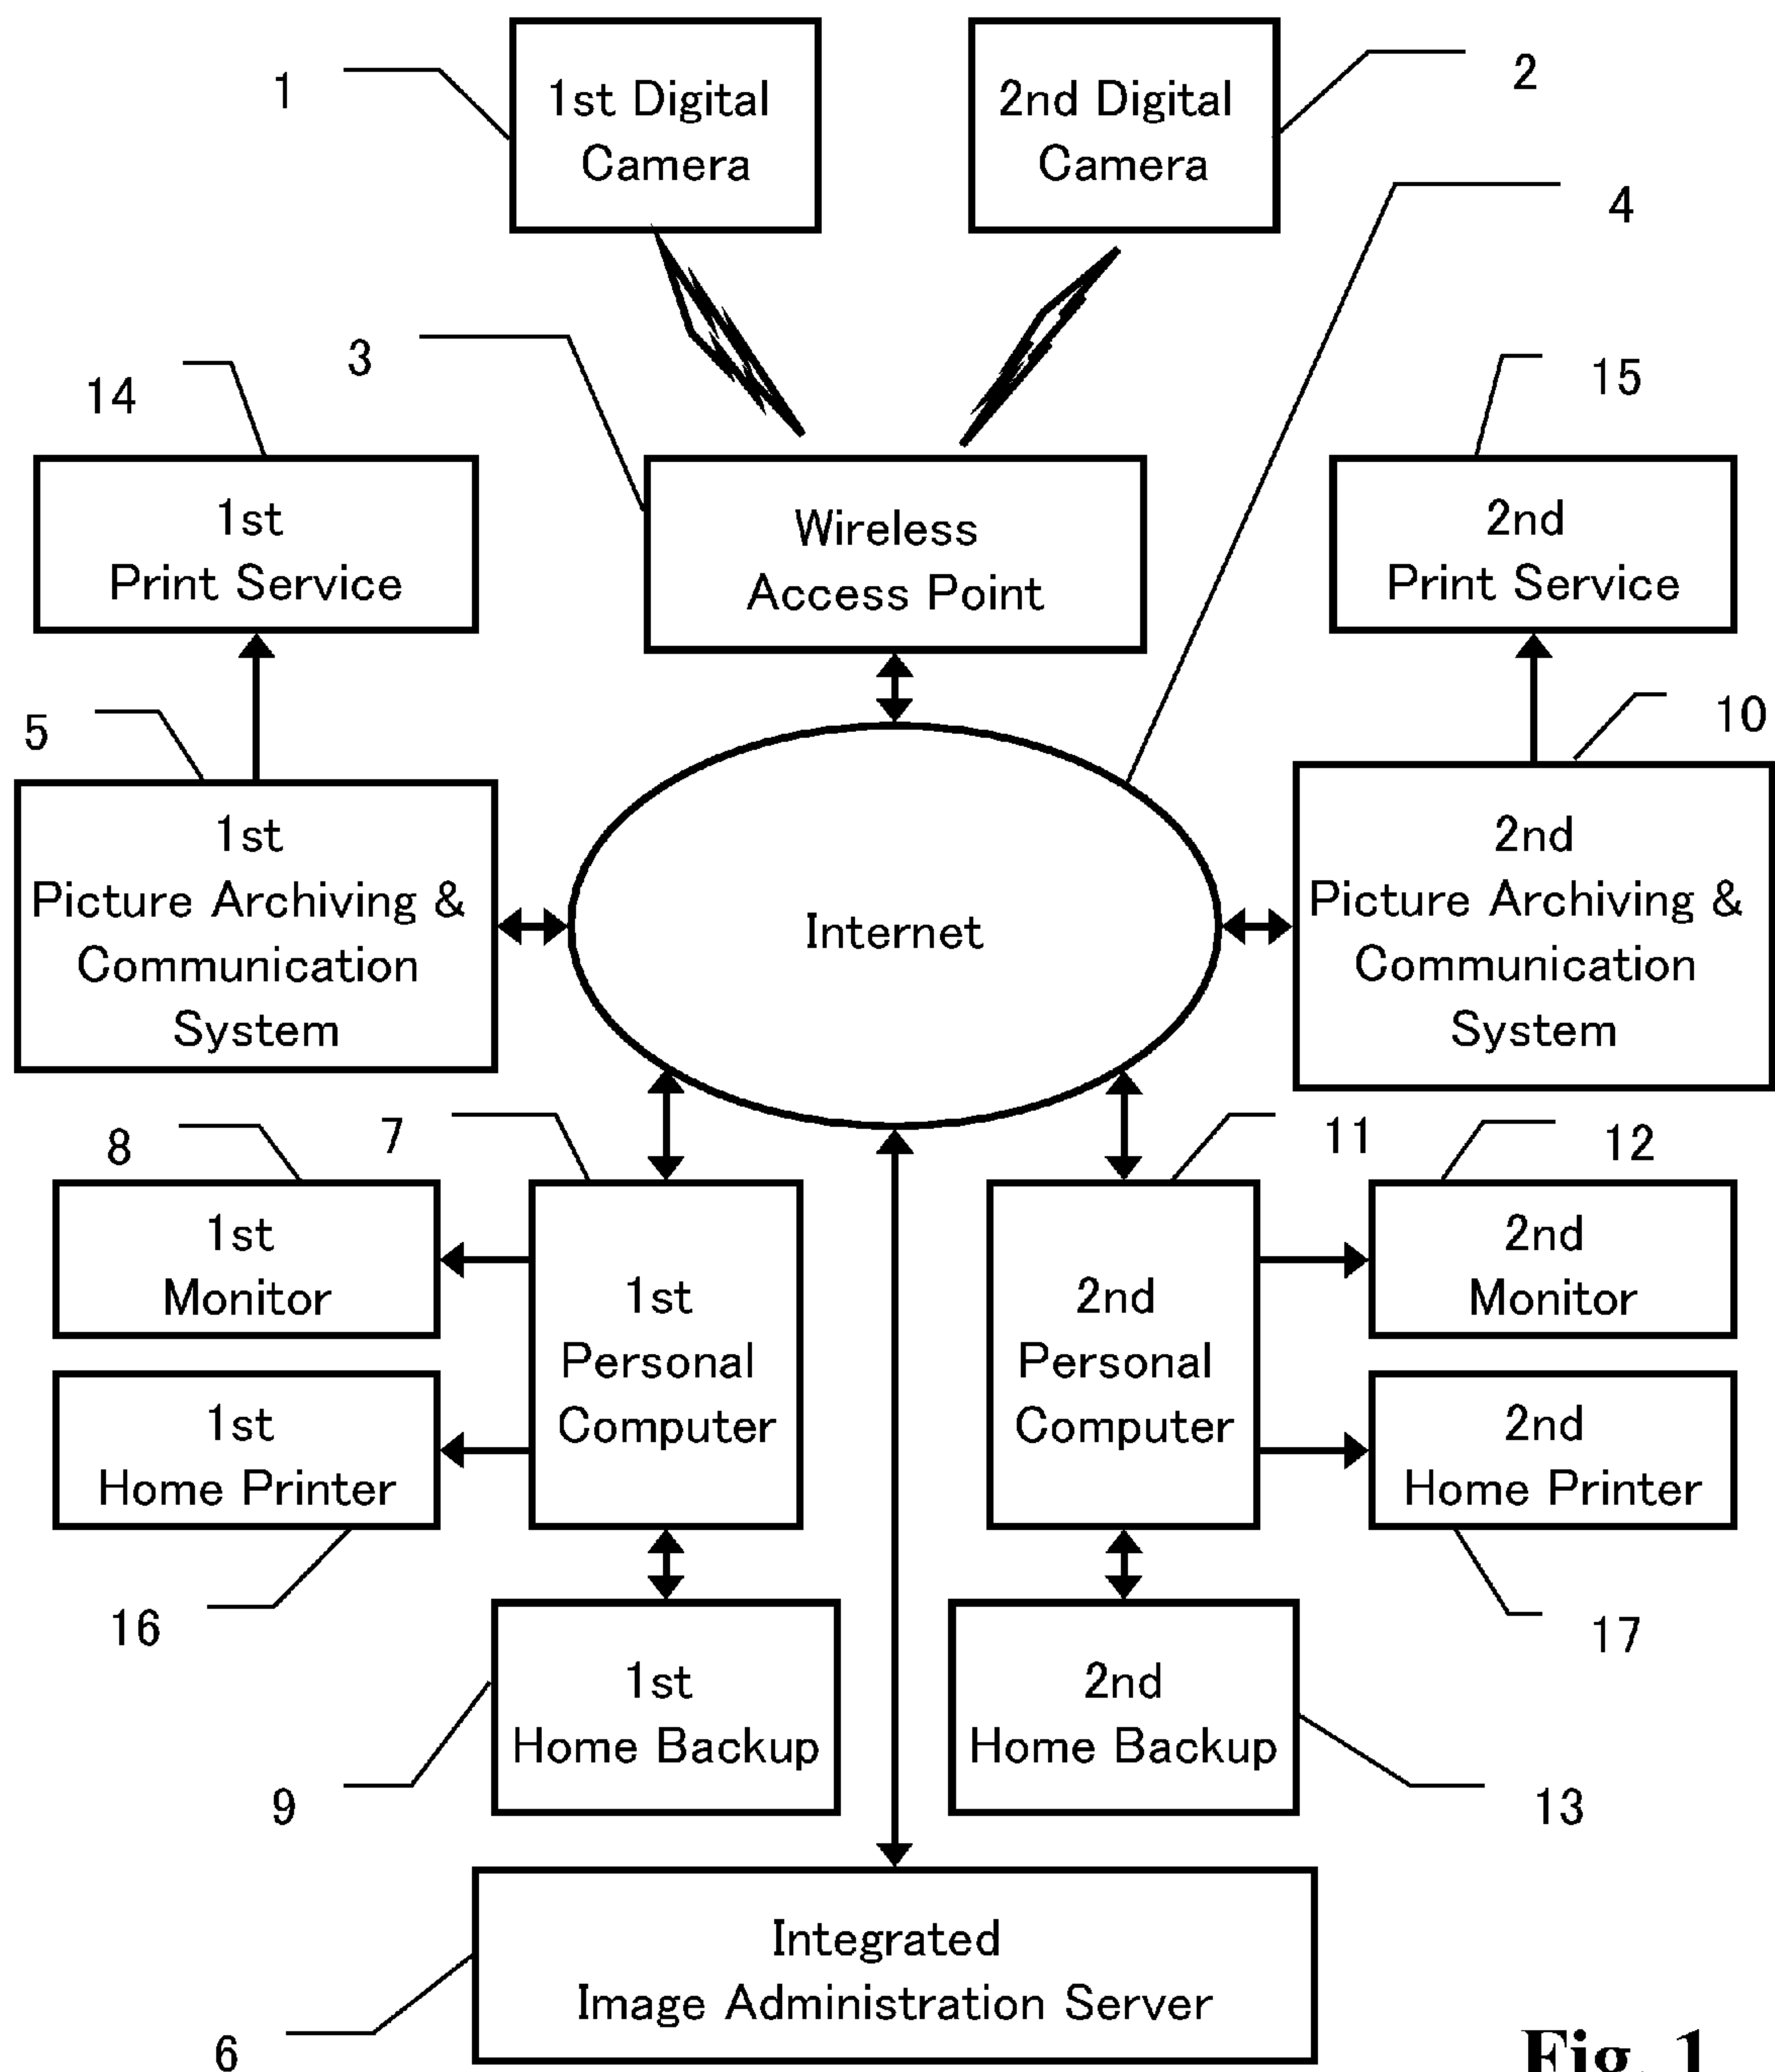 1
1st Digital
Camera
2nd Digital
Camera
2
4
3
14
15
1st
Print Service
Wireless
Access Point
2nd
Print Service
5
10
1st
Picture Archiving &
Communication
System
Internet
2nd
Picture Archiving &
Communication
System
8
7
11
12
1st
Monitor
1st
Personal
Computer
2nd
Personal
Computer
2nd
Monitor
1st
Home Printer
2nd
Home Printer
16
17
1st
Home Backup
2nd
Home Backup
9
13
Integrated
Image Administration Server
6
Fig. 1